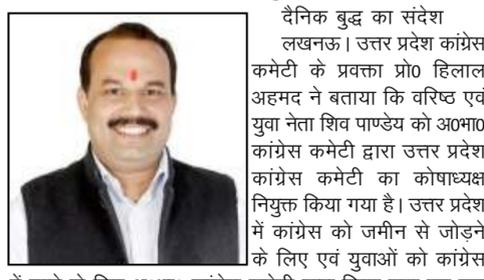 दैनिक बुद्ध का संदेश
लखनऊ। उत्तर प्रदेश कांग्रेस
कमेटी के प्रवक्ता प्रो0 हिलाल
अहमद ने बताया कि वरिष्ठ एवं
युवा नेता शिव पाण्डेय को अ0भा0
कांग्रेस कमेटी द्वारा उत्तर प्रदेश
कांग्रेस कमेटी का कोषाध्यक्ष
नियुक्त किया गया है। उत्तर प्रदेश
में कांग्रेस को जमीन से जोड़ने
के लिए एवं युवाओं को कांग्रेस